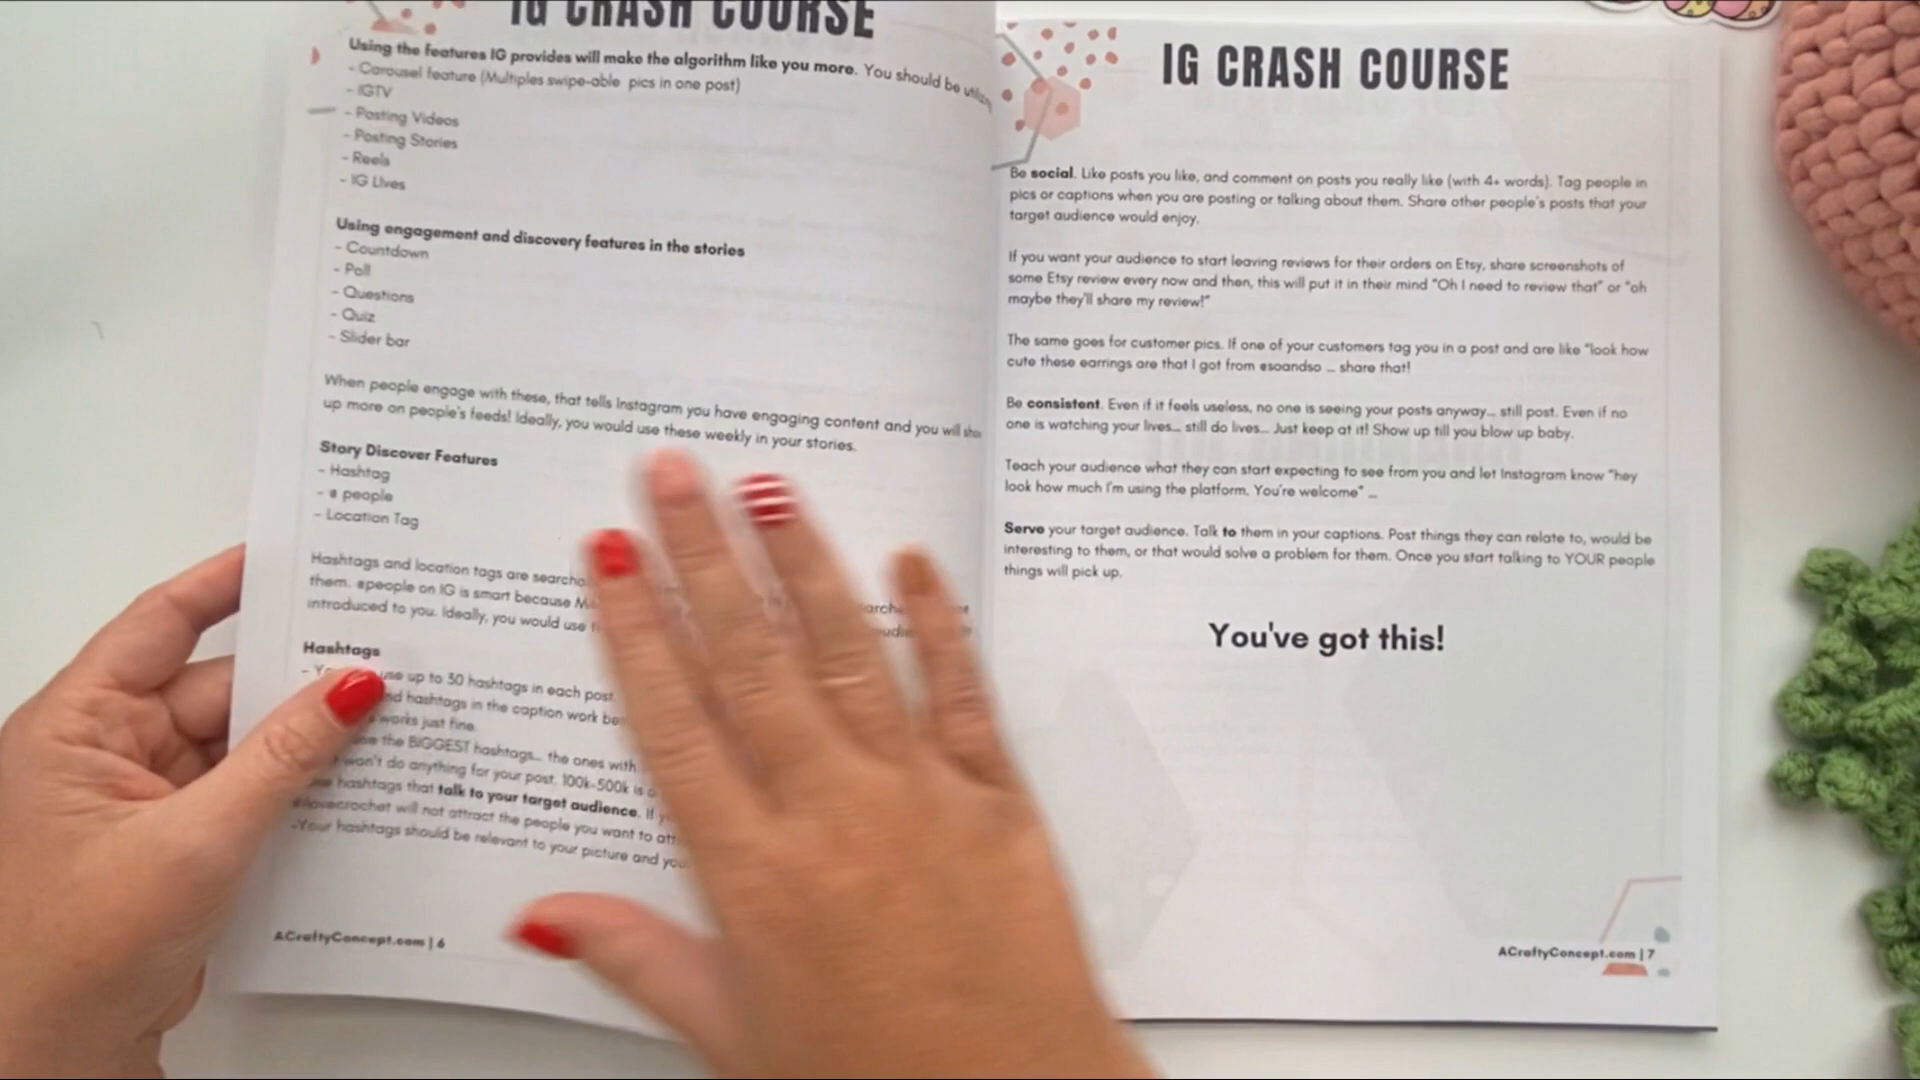 IG CRASH COURSE
Using the features IG provides will make the algorithm like you more. You should be
- Carousel feature (Multiples swipe-able pics in one post)
- IGTV
- Posting Videos
- Posting Stories
- Reels
- IG Lives
Using engagement and discovery features in the stories
- Countdown
- Poll
- Questions
- Quiz
- Slider bar
When people engage with these, that tells Instagram you have engaging content and you will
up more on people's feeds! Ideally, you would use these weekly in your stories.
Story Discover Features
- Hashtag
- @ people
- Location Tag
Hashtags and location tags are
them. @people on IG is smart because
introduced to you. Ideally, you would use
Hashtags
use up to 30 hashtags in each post.
hashtags in the caption work
works just fine.
the BIGGEST hashtags... the ones with
won't do anything for your post. 100k-500k is
hashtags that talk to your target audience. If
#ilovecrochet will not attract the people you want to
-Your hashtags should be relevant to your picture and
ACraftyConcept.com | 6
IG CRASH COURSE
Be social. Like posts you like, and comment on posts you really like (with 4+ words). Tag people in
pics or captions when you are posting or talking about them. Share other people's posts that your
target audience would enjoy.
If you want your audience to start leaving reviews for their orders on Etsy, share screenshots of
some Etsy review every now and then, this will put it in their mind "Oh I need to review that" or "oh
maybe they'll share my review!"
The same goes for customer pics. If one of your customers tag you in a post and are like "look how
cute these earrings are that I got from @soandso ... share that!
Be consistent. Even if it feels useless, no one is seeing your posts anyway... still post. Even if no
one is watching your lives... still do lives... Just keep at it! Show up till you blow up baby.
Teach your audience what they can start expecting to see from you and let Instagram know "hey
look how much I'm using the platform. You're welcome" ...
Serve your target audience. Talk to them in your captions. Post things they can relate to, would be
interesting to them, or that would solve a problem for them. Once you start talking to YOUR people
things will pick up.
You've got this!
ACraftyConcept.com | 7